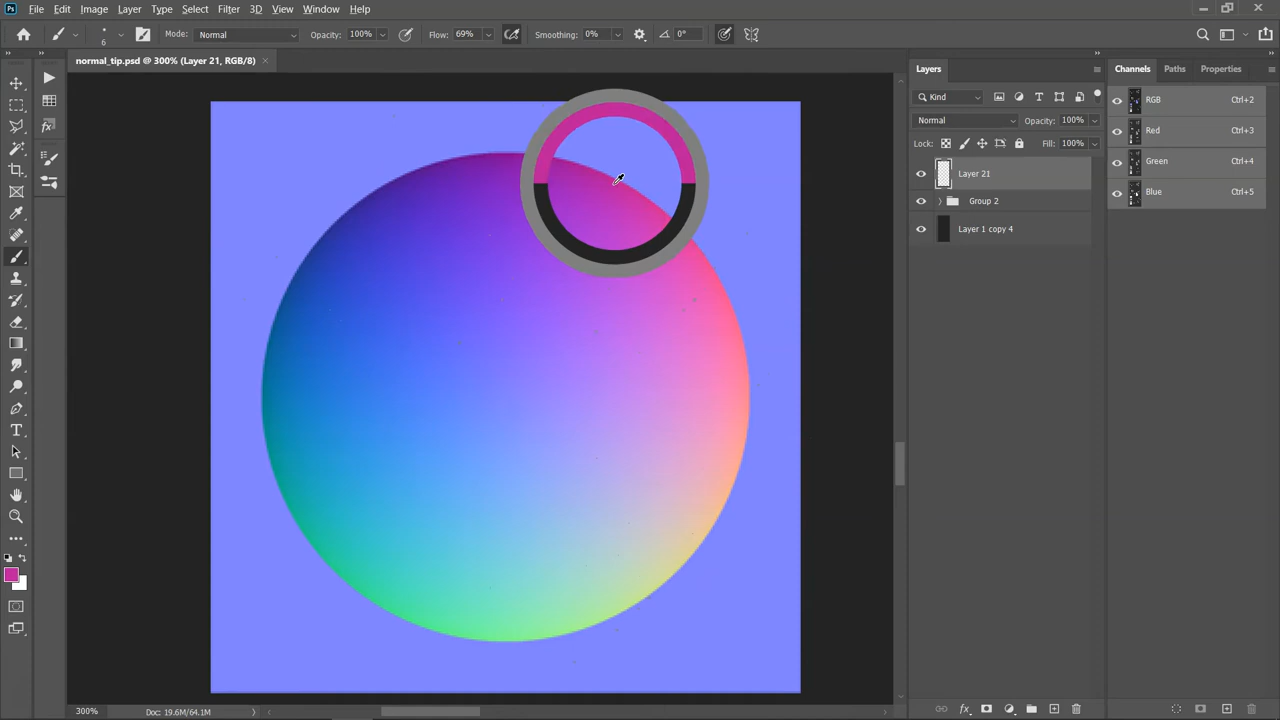 Ps File Edit Image Layer Type Select Filter 3D View Window Help
6 Mode: Normal Opacity: 100% Flow: 69% Smoothing: 0% 0°
normal_tip.psd @ 300% (Layer 21, RGB/8) ×
Layers
Kind
Normal Opacity: 100%
Lock: Fill: 100%
Layer 21
Group 2
Layer 1 copy 4
Channels Paths Properties
RGB Ctrl+2
Red Ctrl+3
Green Ctrl+4
Blue Ctrl+5
300% Doc: 19.6M/64.1M